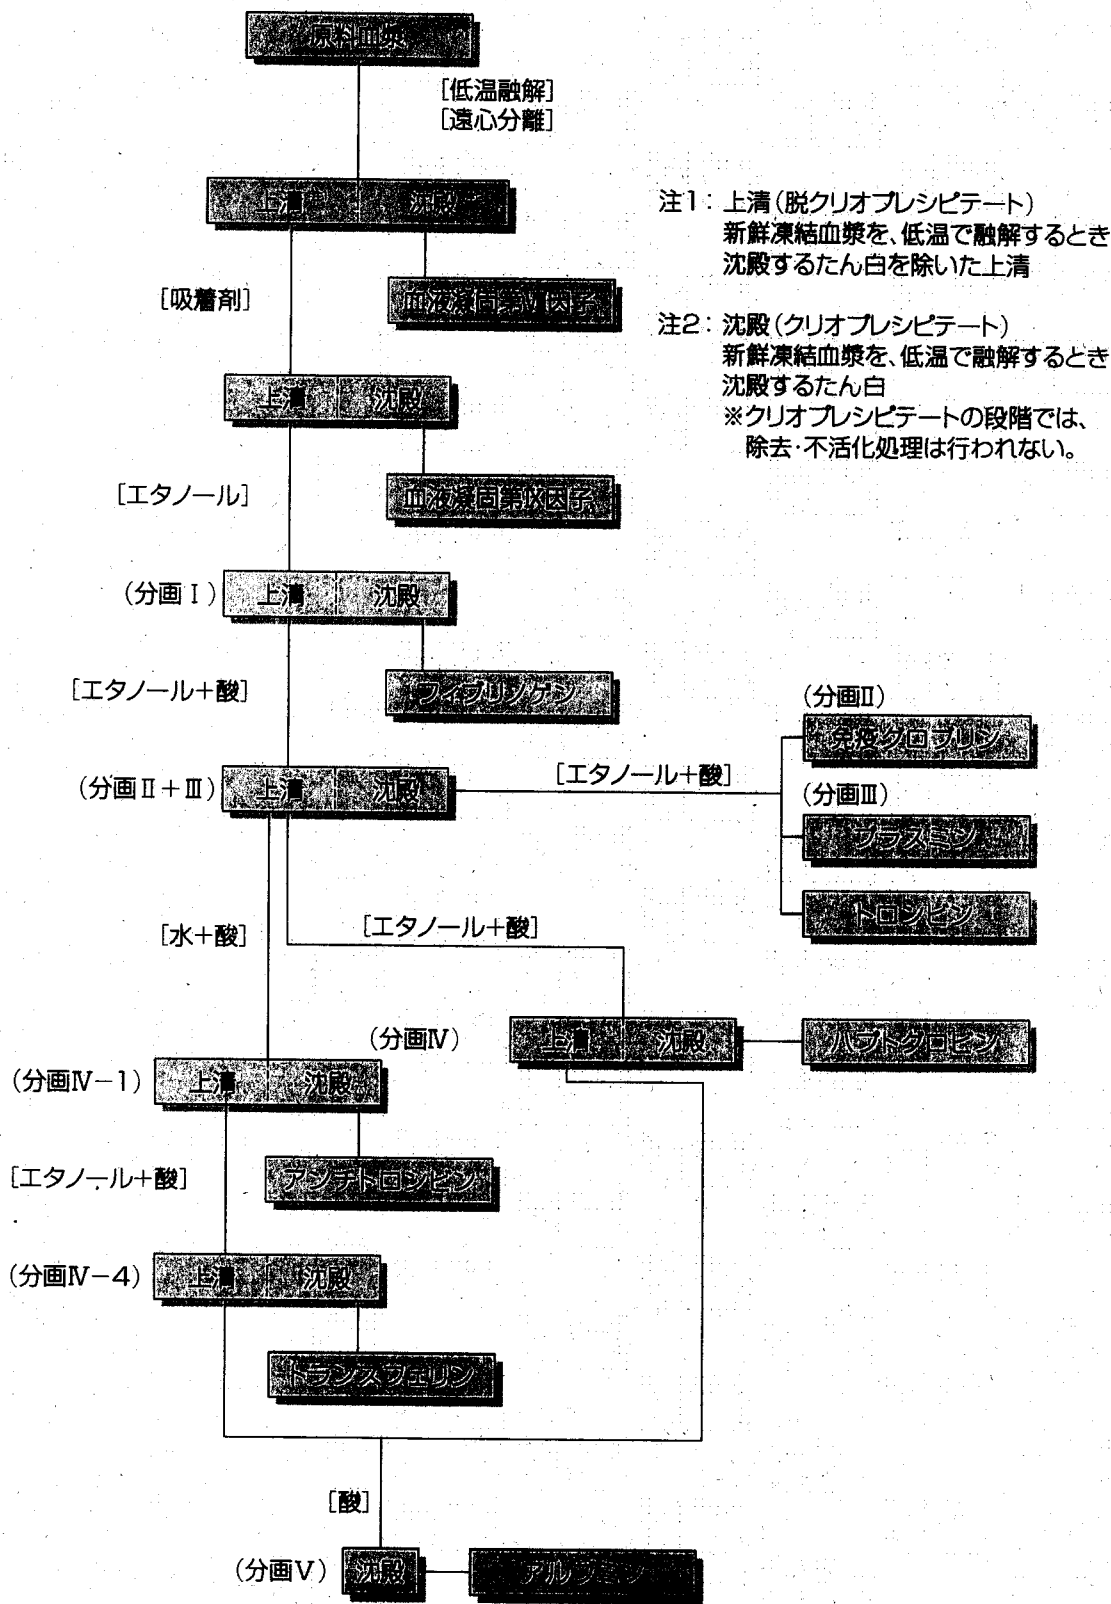 原料血漿
[低温融解]
[遠心分離]
上清 沈殿
注1：上清(脱クリオプレシピテート)
新鮮凍結血漿を、低温で融解するとき
沈殿するたん白を除いた上清
[吸着剤]
血液凝固第Ⅷ因子
注2：沈殿(クリオプレシピテート)
新鮮凍結血漿を、低温で融解するとき
沈殿するたん白
※クリオプレシピテートの段階では、
除去・不活化処理は行われない。
上清 沈殿
[エタノール]
血液凝固第Ⅸ因子
(分画Ⅰ)
上清 沈殿
[エタノール+酸]
フィブリノゲン
(分画Ⅱ)
免疫グロブリン
(分画Ⅱ+Ⅲ)
上清 沈殿
[エタノール+酸]
(分画Ⅲ)
プラスミン
トロンビン
[水+酸]
[エタノール+酸]
(分画Ⅳ)
上清 沈殿
ハプトグロビン
(分画Ⅳ-1)
上清 沈殿
[エタノール+酸]
アンチトロンビン
(分画Ⅳ-4)
上清 沈殿
トランスフェリン
[酸]
(分画Ⅴ)
沈殿
アルブミン